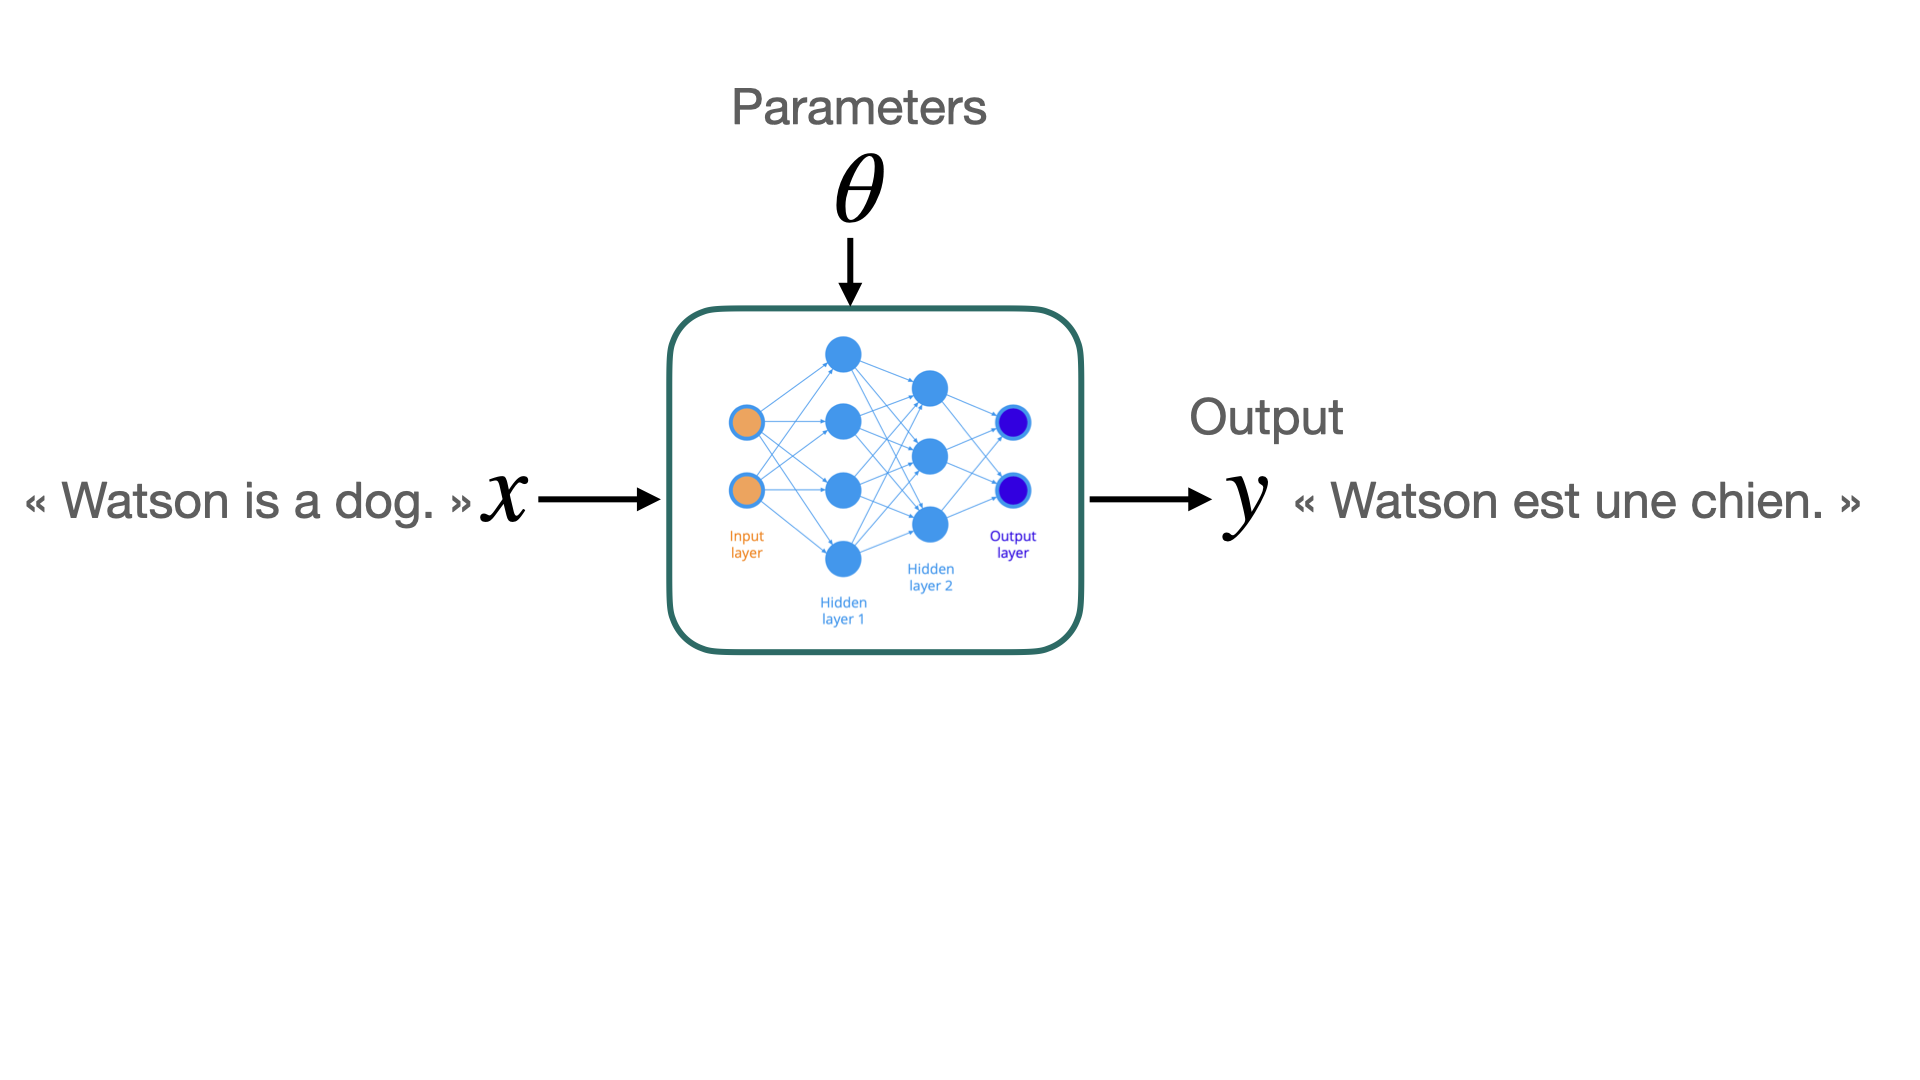 Parameters
θ
Output
« Watson is a dog. » x
y « Watson est une chien. »
Input
layer
Hidden
layer 1
Hidden
layer 2
Output
layer